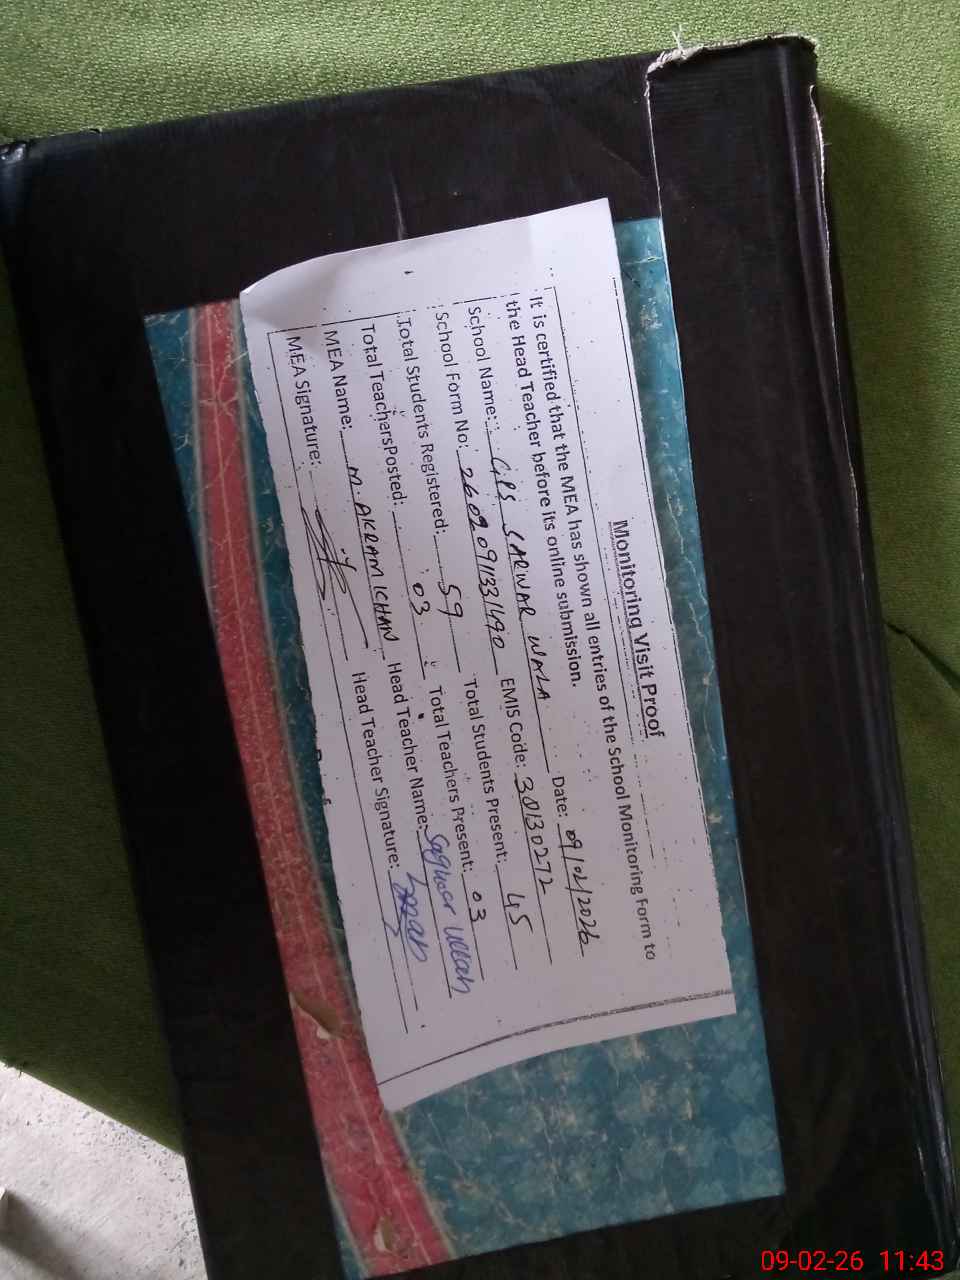 Monitoring Visit Proof
It is certified that the MEA has shown all entries of the School Monitoring Form to
the Head Teacher before its online submission.
Date: 09/02/2026
School Name: GPS SARWAR WALA EMIS Code: 30130272
School Form No: 26020911331490 Total Students Present: 45
Total Students Registered: 59 Total Teachers Present: 03
Total TeachersPosted: 03 Head Teacher Name: Sagheer Ullah
MEA Name: M. AKRAM KHAN Head Teacher Signature:
MEA Signature:
09-02-26 11:43